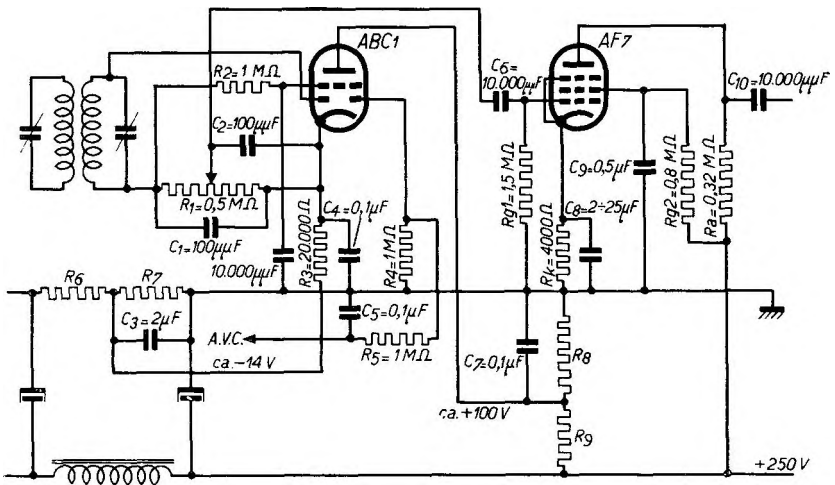 ABC1
AF7
R2=1 MΩ
C2=100µµF
R1=0,5 MΩ
C1=100µµF
10.000µµF
R3=20.000Ω
C4=0,1µF
R4=1MΩ
C6=
10.000µµF
Rg1=1,5 MΩ
C9=0,5µF
C8=2÷25µF
Rk=4000Ω
Rg2=0,8 MΩ
Ra=0,32 MΩ
C10=10.000µµF
R6
R7
C3=2µF
C5=0,1µF
A.V.C.
ca.-14 V
R5=1MΩ
C7=0,1µF
R8
ca.+100 V
R9
+250 V